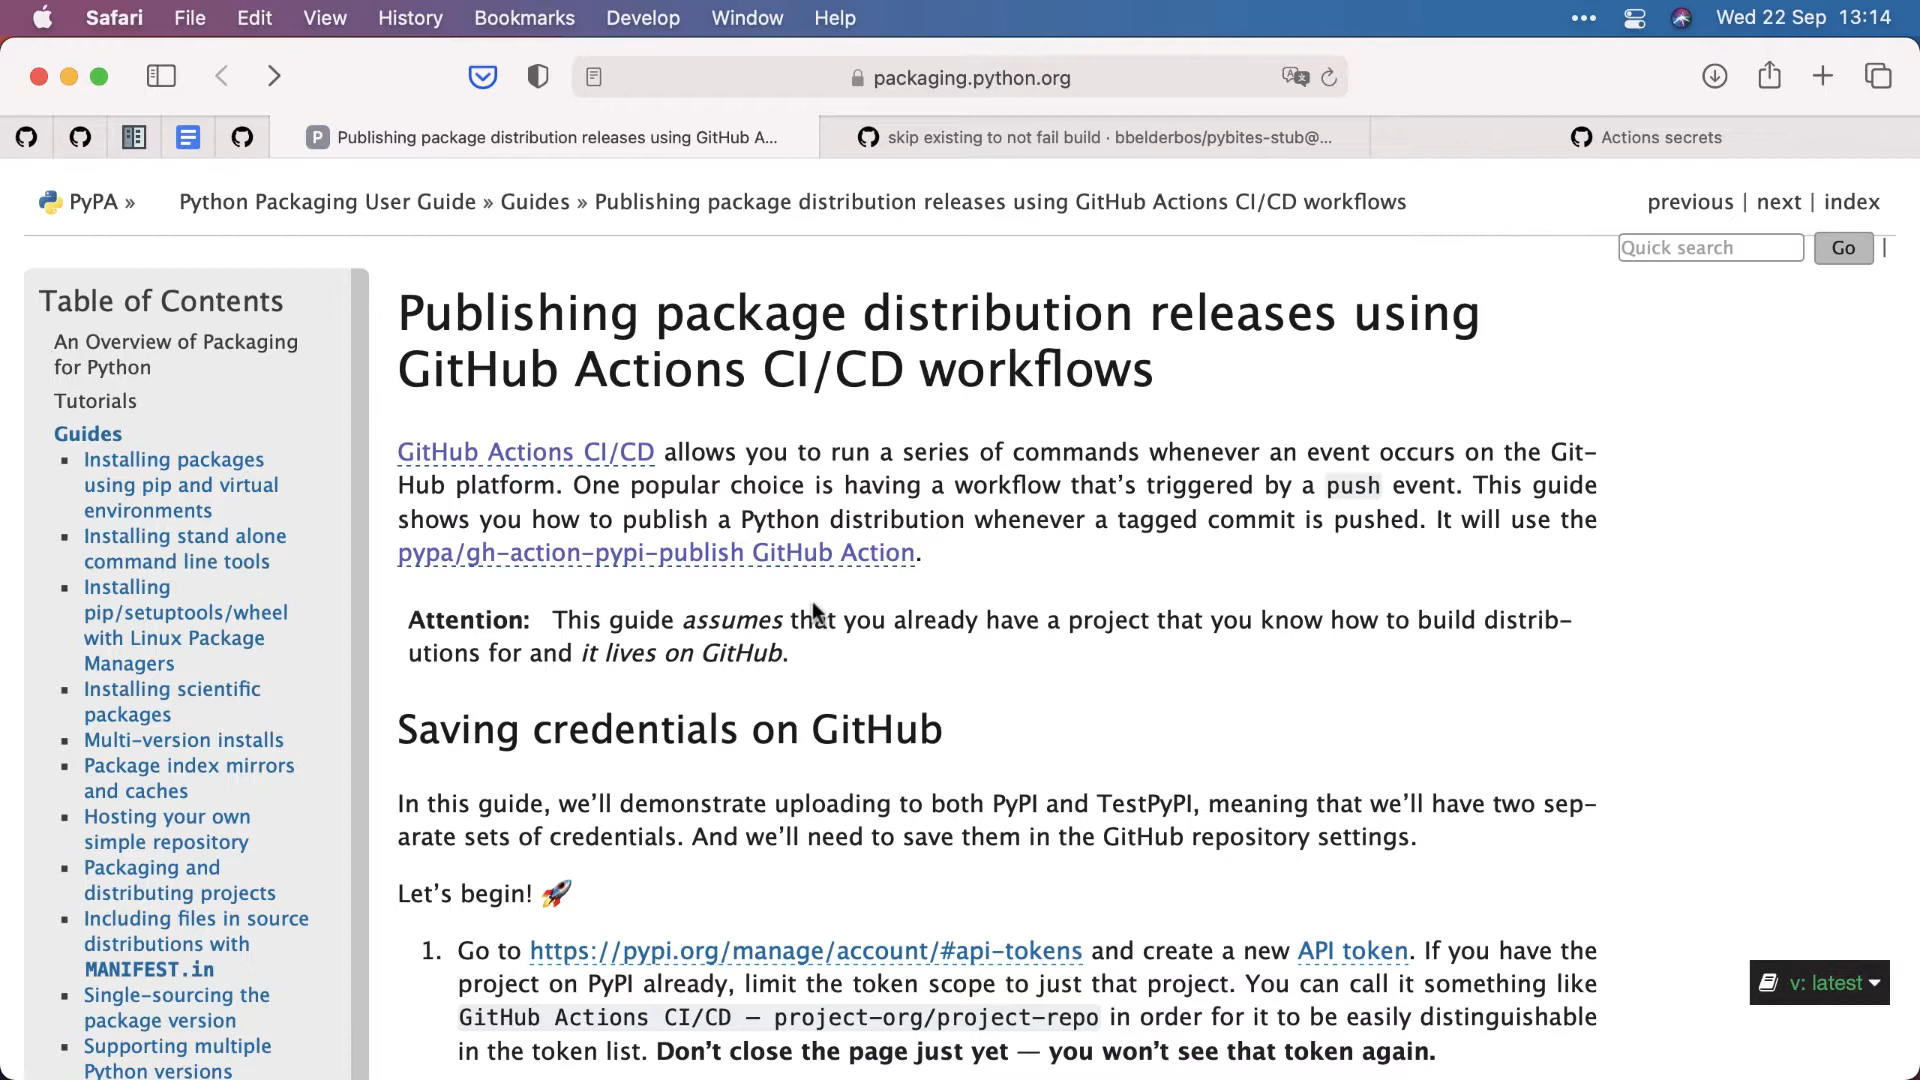 Safari File Edit View History Bookmarks Develop Window Help Wed 22 Sep 13:14
packaging.python.org
P Publishing package distribution releases using GitHub A... skip existing to not fail build · bbelderbos/pybites-stub@... Actions secrets
PyPA » Python Packaging User Guide » Guides » Publishing package distribution releases using GitHub Actions CI/CD workflows previous | next | index
Quick search Go |
Table of Contents
An Overview of Packaging
for Python
Tutorials
Guides
▪ Installing packages
using pip and virtual
environments
▪ Installing stand alone
command line tools
▪ Installing
pip/setuptools/wheel
with Linux Package
Managers
▪ Installing scientific
packages
▪ Multi-version installs
▪ Package index mirrors
and caches
▪ Hosting your own
simple repository
▪ Packaging and
distributing projects
▪ Including files in source
distributions with
MANIFEST.in
▪ Single-sourcing the
package version
▪ Supporting multiple
Python versions
Publishing package distribution releases using
GitHub Actions CI/CD workflows
GitHub Actions CI/CD allows you to run a series of commands whenever an event occurs on the Git-
Hub platform. One popular choice is having a workflow that's triggered by a push event. This guide
shows you how to publish a Python distribution whenever a tagged commit is pushed. It will use the
pypa/gh-action-pypi-publish GitHub Action.
Attention: This guide assumes that you already have a project that you know how to build distrib-
utions for and it lives on GitHub.
Saving credentials on GitHub
In this guide, we'll demonstrate uploading to both PyPI and TestPyPI, meaning that we'll have two sep-
arate sets of credentials. And we'll need to save them in the GitHub repository settings.
Let's begin! 🚀
1. Go to https://pypi.org/manage/account/#api-tokens and create a new API token. If you have the
project on PyPI already, limit the token scope to just that project. You can call it something like
GitHub Actions CI/CD — project-org/project-repo in order for it to be easily distinguishable
in the token list. Don't close the page just yet — you won't see that token again.
v: latest